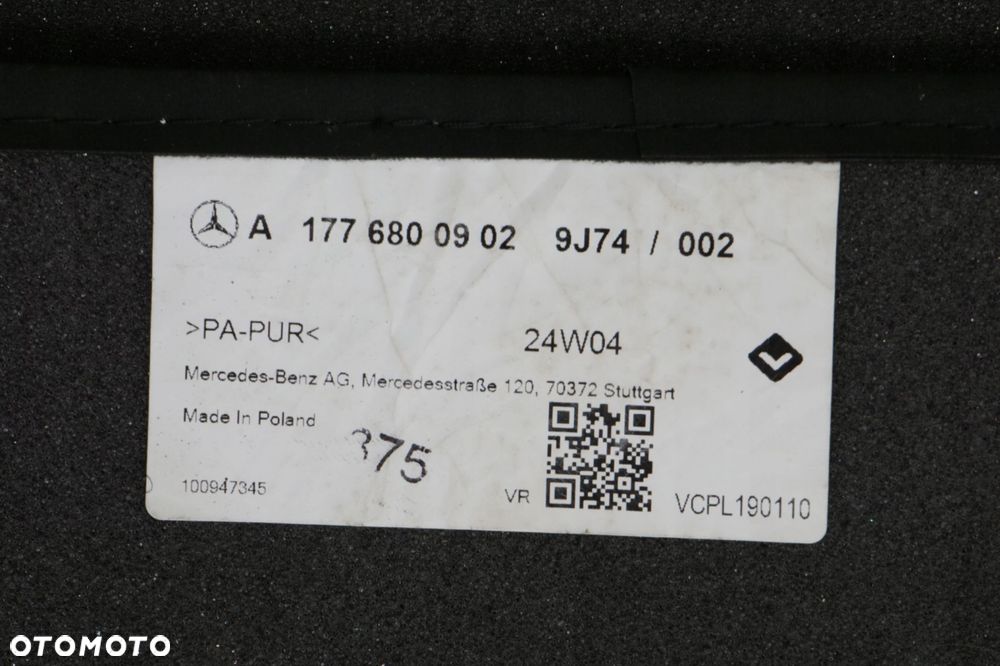 A 177 680 09 02 9J74 / 002
>PA-PUR<
24W04
Mercedes-Benz AG, Mercedesstraße 120, 70372 Stuttgart
Made In Poland
375
100947345
VR
VCPL190110
OTOMOTO